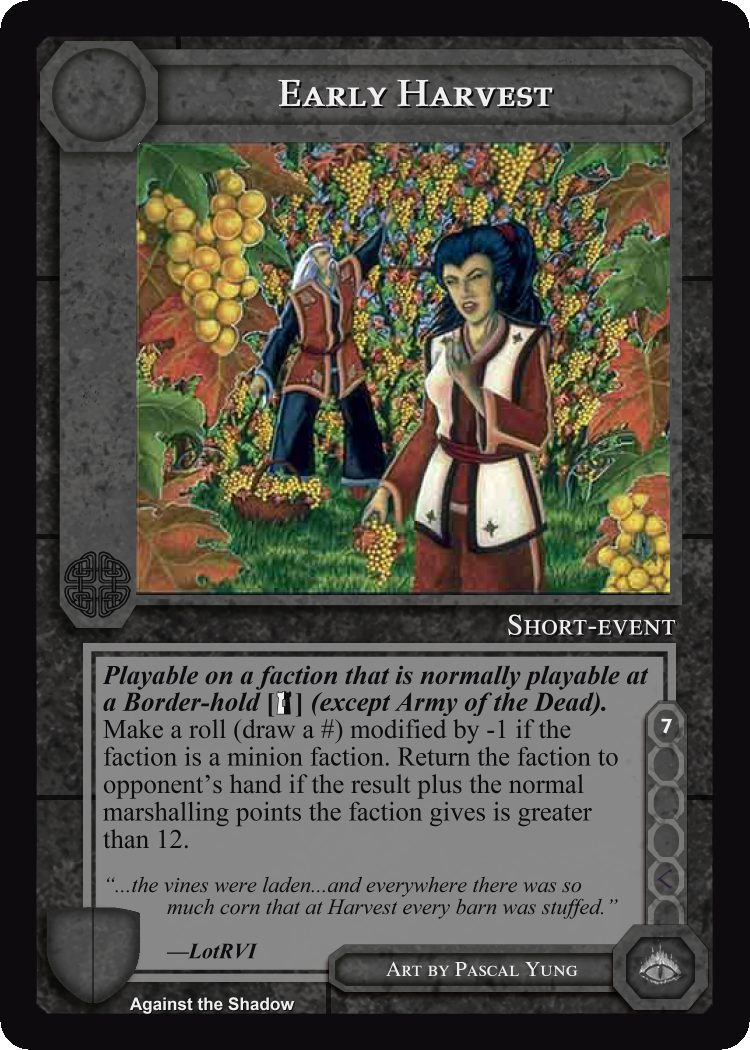 Early Harvest
Short-event
Playable on a faction that is normally playable at
a Border-hold [ ] (except Army of the Dead).
Make a roll (draw a #) modified by -1 if the
faction is a minion faction. Return the faction to
opponent's hand if the result plus the normal
marshalling points the faction gives is greater
than 12.
7
"...the vines were laden...and everywhere there was so
much corn that at Harvest every barn was stuffed."
—LotRVI
Art by Pascal Yung
Against the Shadow